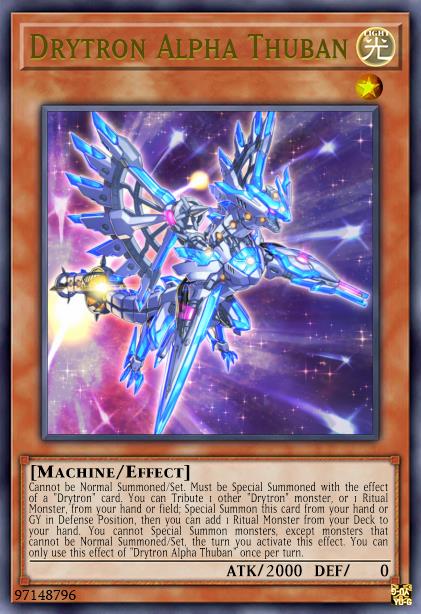 DRYTRON ALPHA THUBAN
LIGHT
光
[MACHINE/EFFECT]
Cannot be Normal Summoned/Set. Must be Special Summoned with the effect
of a "Drytron" card. You can Tribute 1 other "Drytron" monster, or 1 Ritual
Monster, from your hand or field; Special Summon this card from your hand or
GY in Defense Position, then you can add 1 Ritual Monster from your Deck to
your hand. You cannot Special Summon monsters, except monsters that
cannot be Normal Summoned/Set, the turn you activate this effect. You can
only use this effect of "Drytron Alpha Thuban" once per turn.
ATK/2000 DEF/ 0
97148796